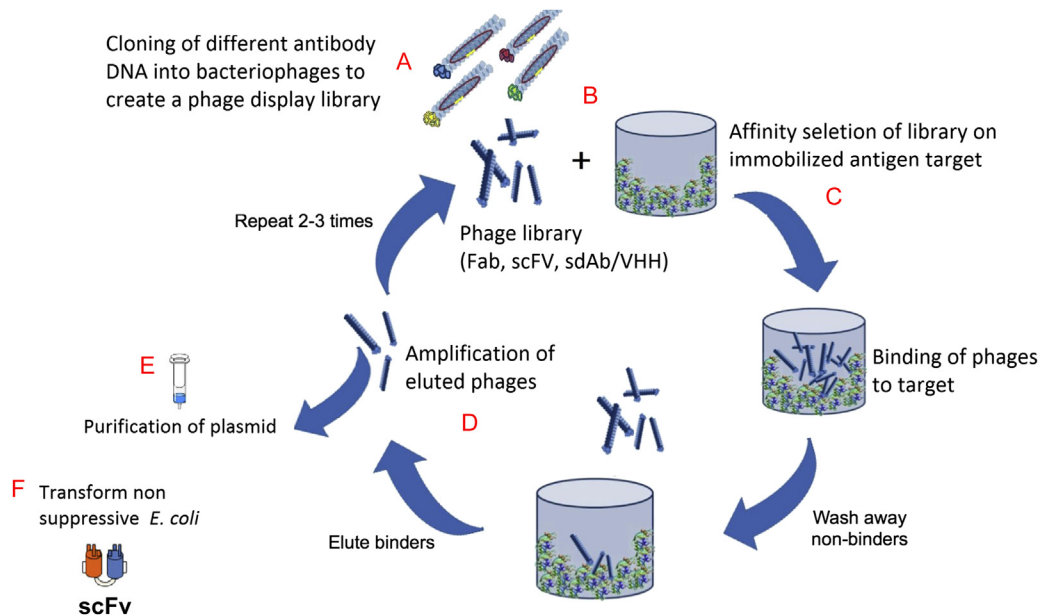 Cloning of different antibody
DNA into bacteriophages to
create a phage display library
A
B
+
Affinity seletion of library on
immobilized antigen target
C
Repeat 2-3 times
Phage library
(Fab, scFV, sdAb/VHH)
Binding of phages
to target
Amplification of
eluted phages
D
E
Purification of plasmid
F
Transform non
suppressive E. coli
scFv
Elute binders
Wash away
non-binders